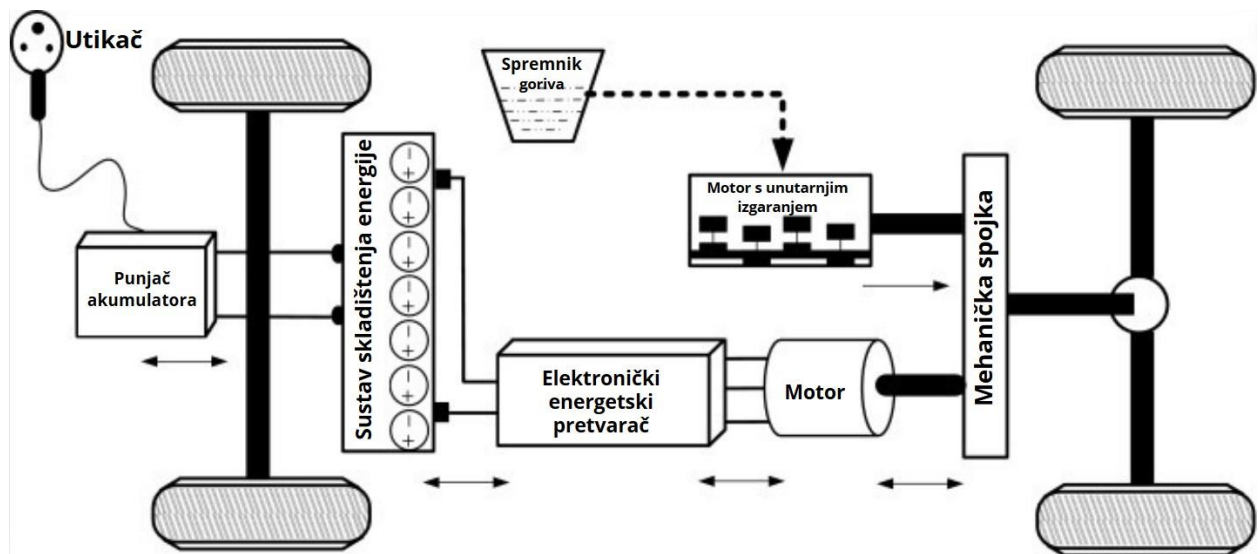 Utikač
Spremnik
goriva
Sustav skladištenja energije
Motor s unutarnjim
izgaranjem
Mehanička spojka
Punjač
akumulatora
Elektronički
energetski
pretvarač
Motor